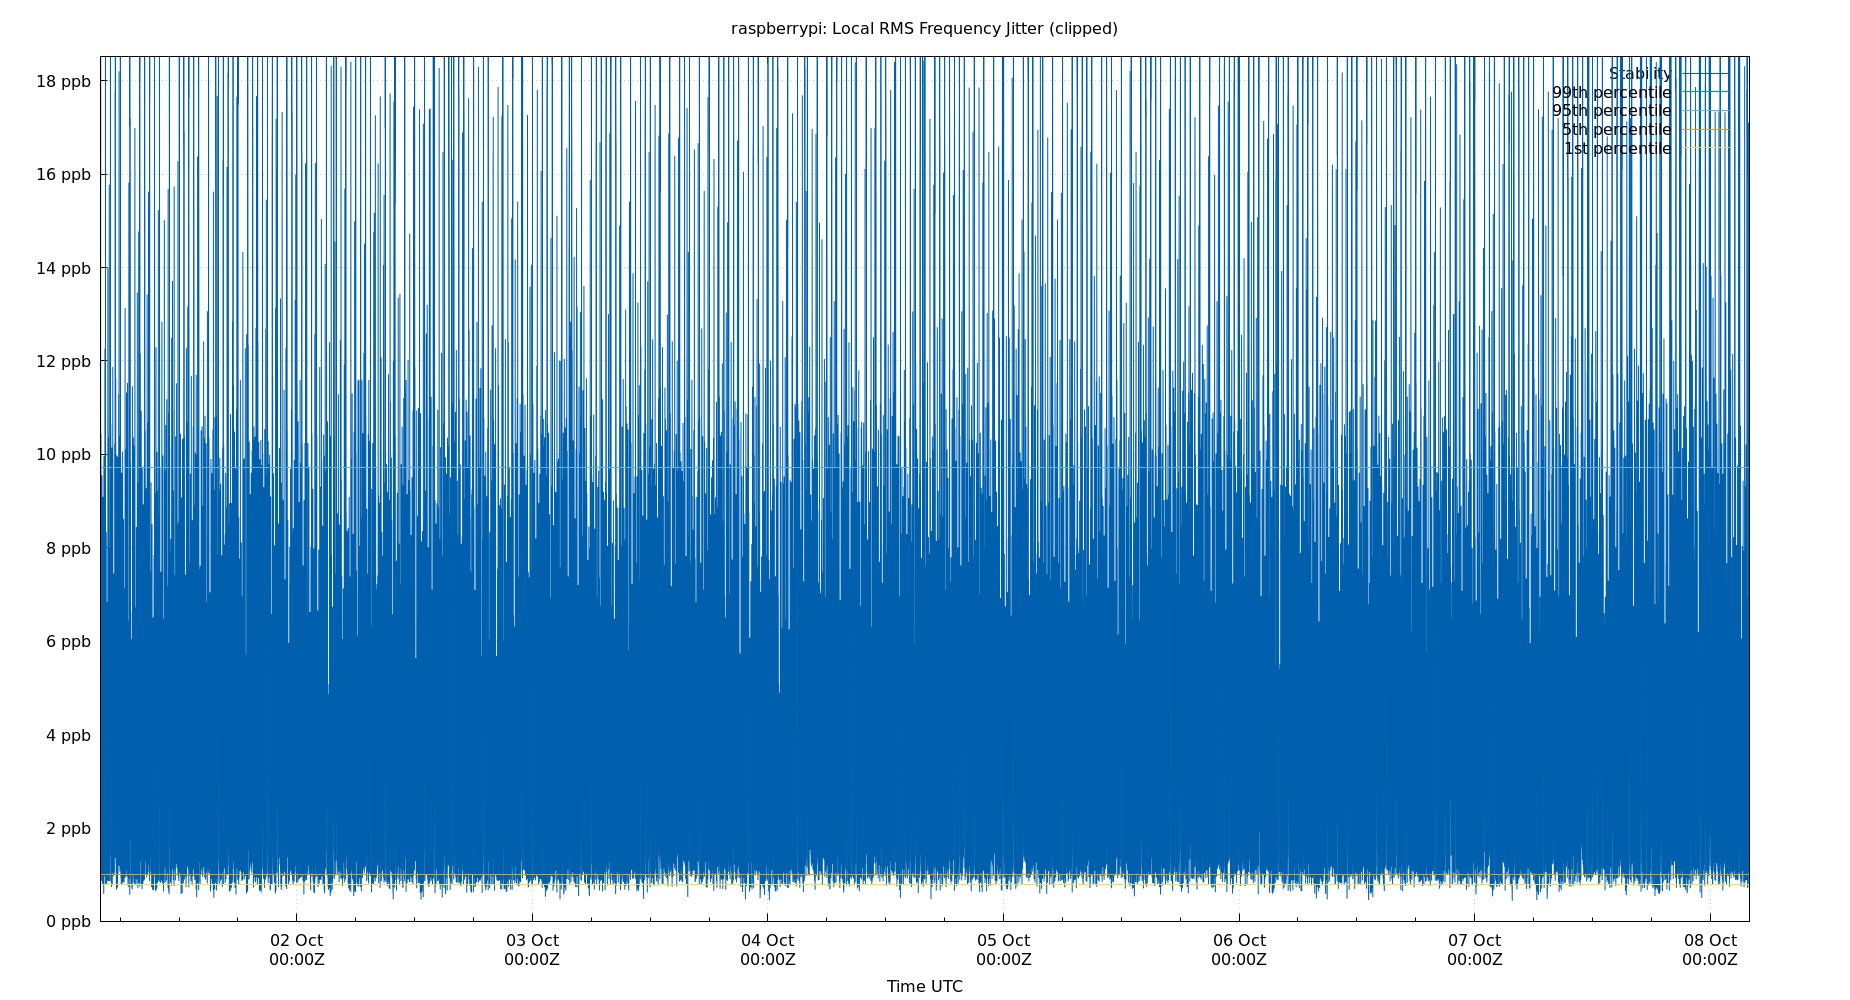 raspberrypi: Local RMS Frequency Jitter (clipped)
18 ppb
16 ppb
14 ppb
12 ppb
10 ppb
8 ppb
6 ppb
4 ppb
2 ppb
0 ppb
Stability
99th percentile
95th percentile
5th percentile
1st percentile
02 Oct 03 Oct 04 Oct 05 Oct 06 Oct 07 Oct 08 Oct
00:00Z 00:00Z 00:00Z 00:00Z 00:00Z 00:00Z 00:00Z
Time UTC